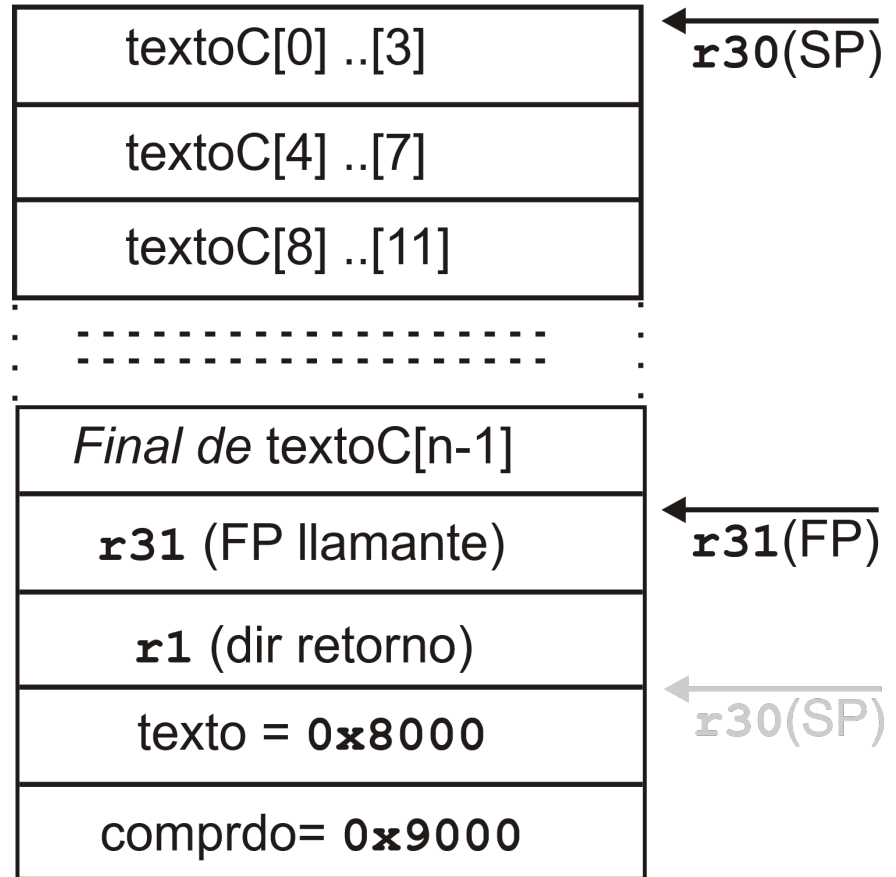 textoC[0] ..[3]
r30(SP)
textoC[4] ..[7]
textoC[8] ..[11]
Final de textoC[n-1]
r31 (FP llamante)
r31(FP)
r1 (dir retorno)
r30(SP)
texto = 0x8000
comprdo= 0x9000